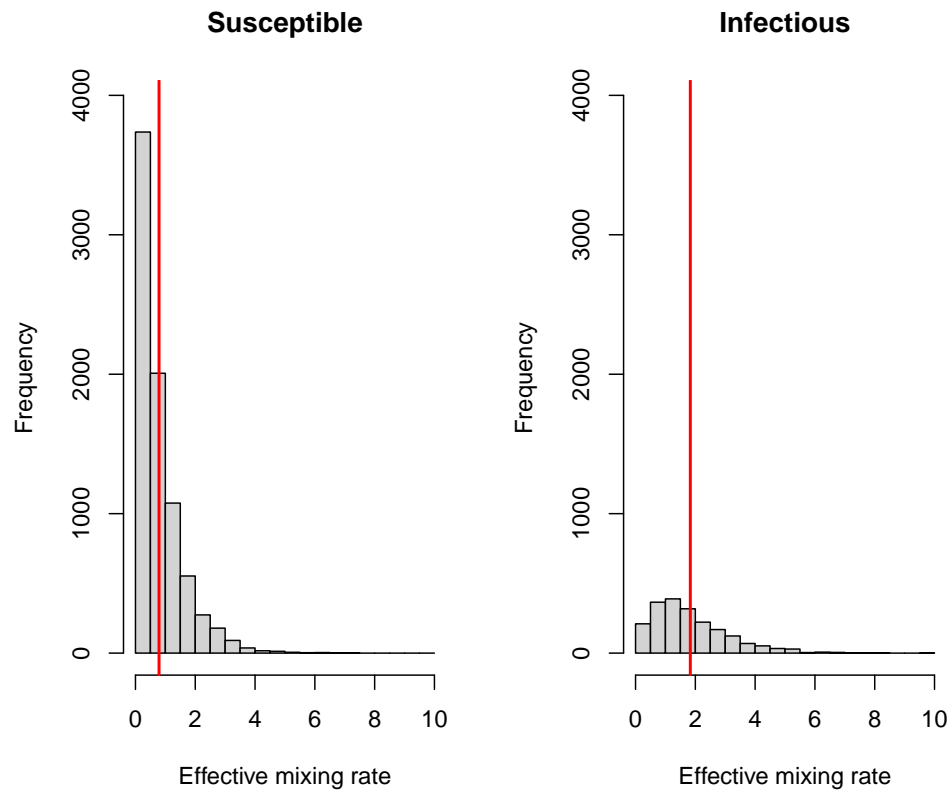 Susceptible
Frequency
4000
3000
2000
1000
0
0 2 4 6 8 10
Effective mixing rate
Infectious
Frequency
4000
3000
2000
1000
0
0 2 4 6 8 10
Effective mixing rate